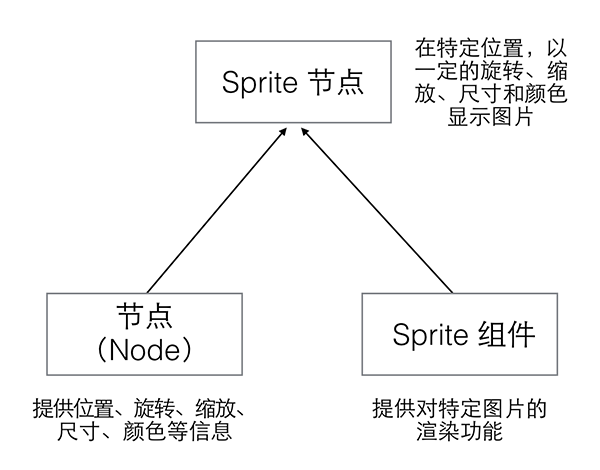 Sprite 节点
在特定位置，以
一定的旋转、缩
放、尺寸和颜色
显示图片
节点
（Node）
Sprite 组件
提供位置、旋转、缩放、
尺寸、颜色等信息
提供对特定图片的
渲染功能